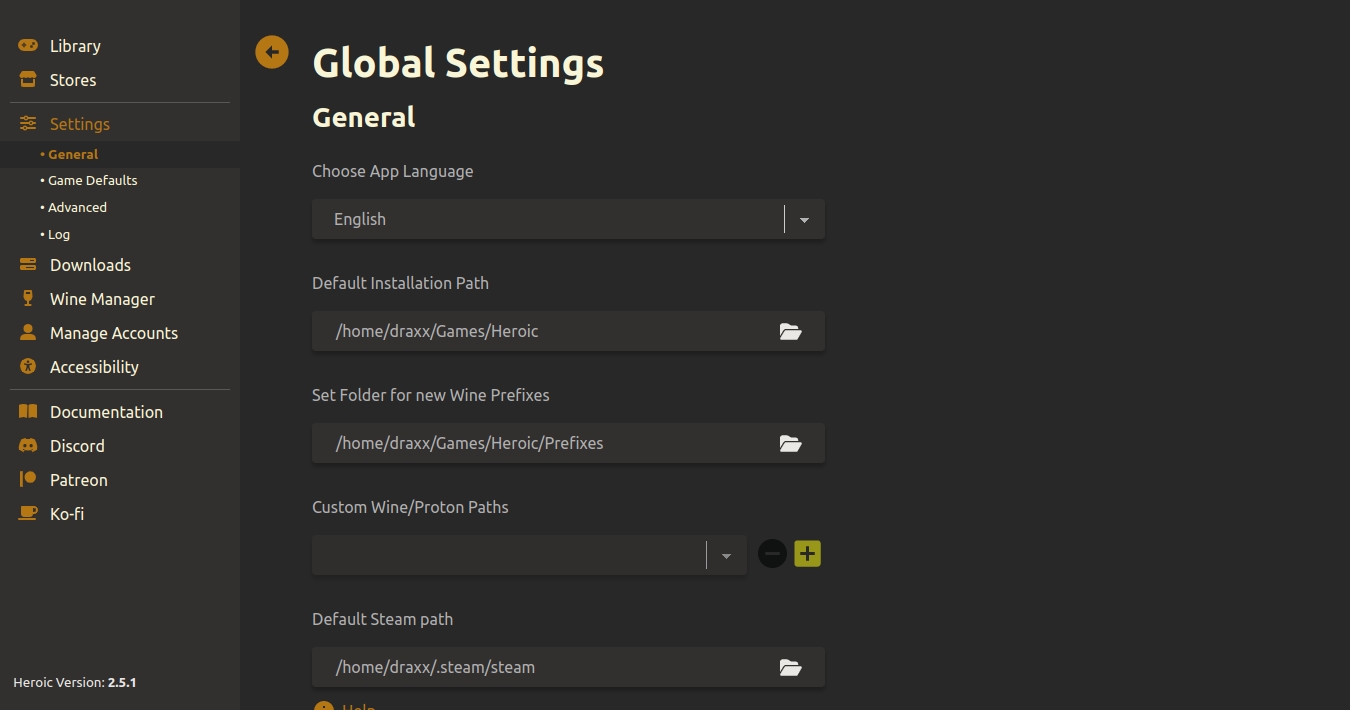 Library
Stores
Settings
• General
• Game Defaults
• Advanced
• Log
Downloads
Wine Manager
Manage Accounts
Accessibility
Documentation
Discord
Patreon
Ko-fi
Heroic Version: 2.5.1
Global Settings
General
Choose App Language
English
Default Installation Path
/home/draxx/Games/Heroic
Set Folder for new Wine Prefixes
/home/draxx/Games/Heroic/Prefixes
Custom Wine/Proton Paths
Default Steam path
/home/draxx/.steam/steam
Help